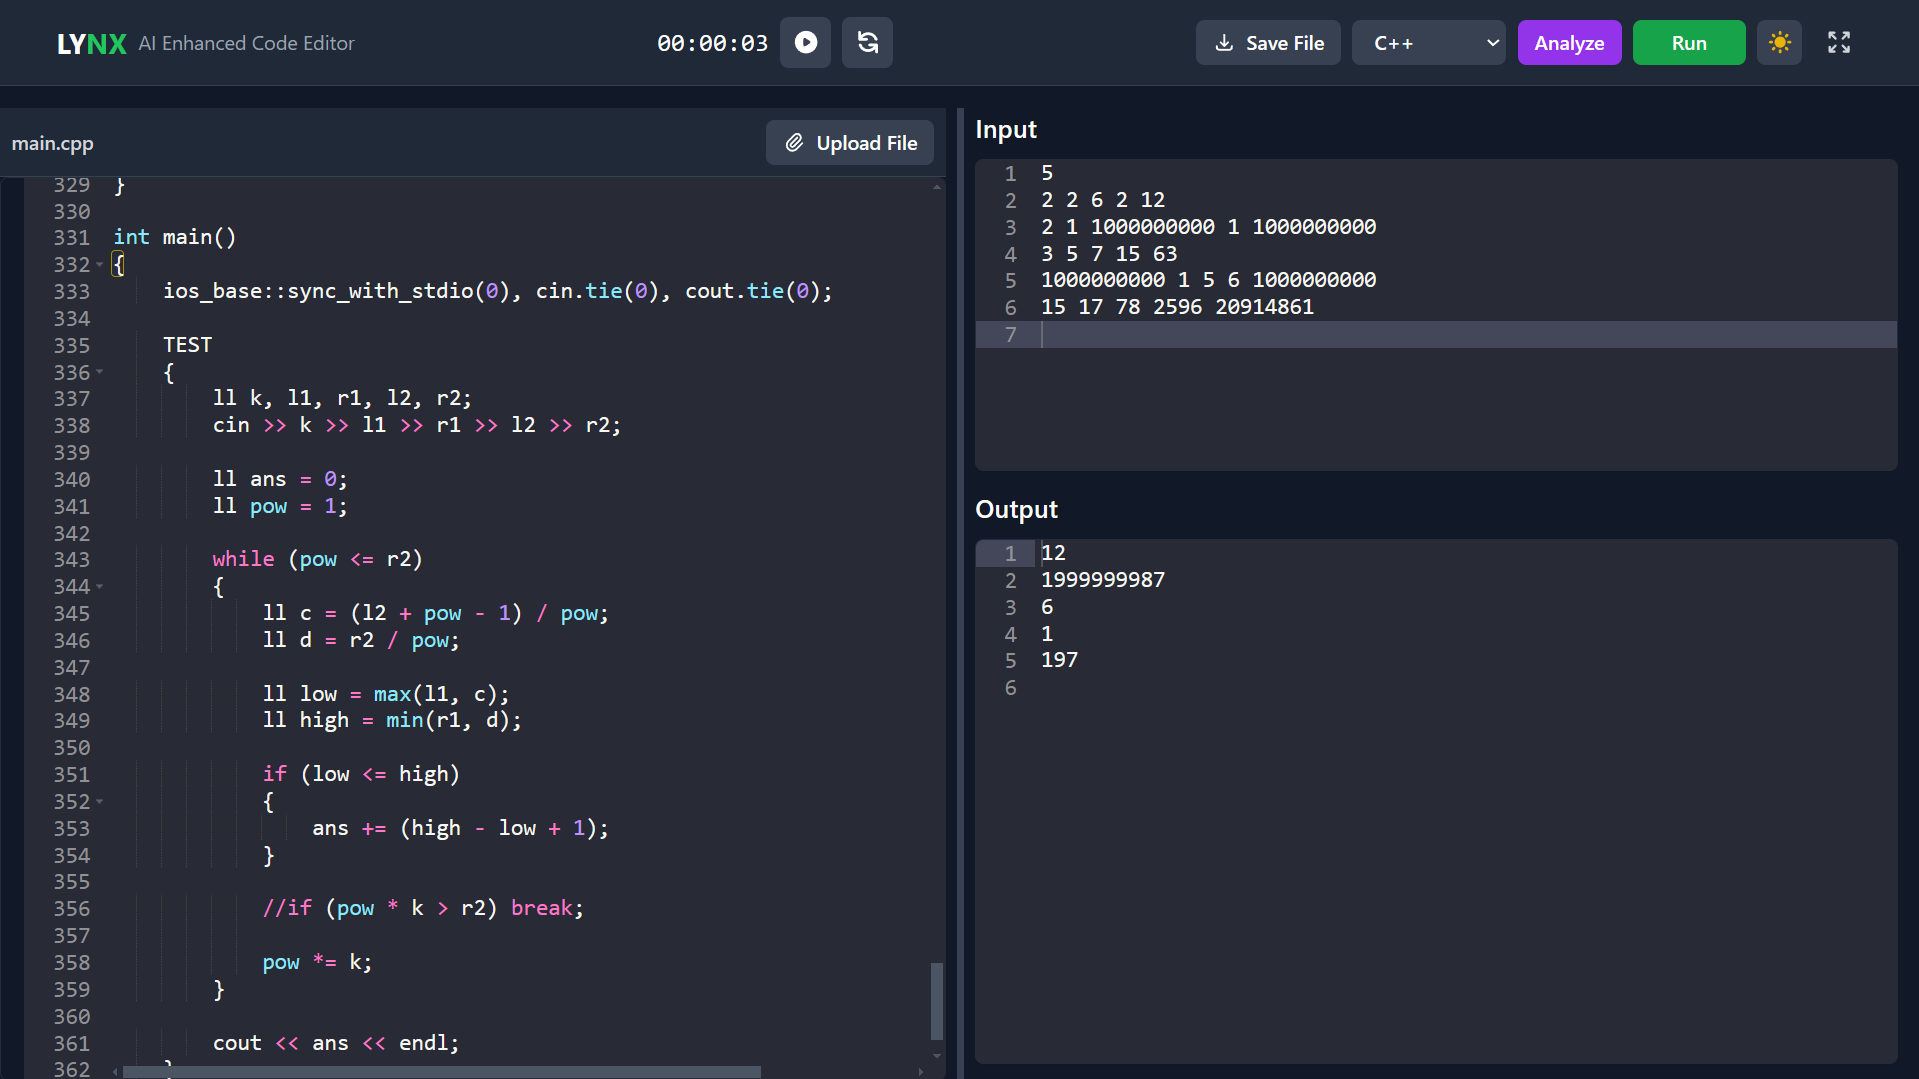 LYNX AI Enhanced Code Editor
00:00:03
Save File
C++
Analyze
Run
main.cpp
Upload File
329 }
330
331 int main()
332 {
333     ios_base::sync_with_stdio(0), cin.tie(0), cout.tie(0);
334
335     TEST
336     {
337         ll k, l1, r1, l2, r2;
338         cin >> k >> l1 >> r1 >> l2 >> r2;
339
340         ll ans = 0;
341         ll pow = 1;
342
343         while (pow <= r2)
344         {
345             ll c = (l2 + pow - 1) / pow;
346             ll d = r2 / pow;
347
348             ll low = max(l1, c);
349             ll high = min(r1, d);
350
351             if (low <= high)
352             {
353                 ans += (high - low + 1);
354             }
355
356             //if (pow * k > r2) break;
357
358             pow *= k;
359         }
360
361         cout << ans << endl;
362     }
Input
1 5
2 2 2 6 2 12
3 2 1 1000000000 1 1000000000
4 3 5 7 15 63
5 1000000000 1 5 6 1000000000
6 15 17 78 2596 20914861
7
Output
1 12
2 1999999987
3 6
4 1
5 197
6